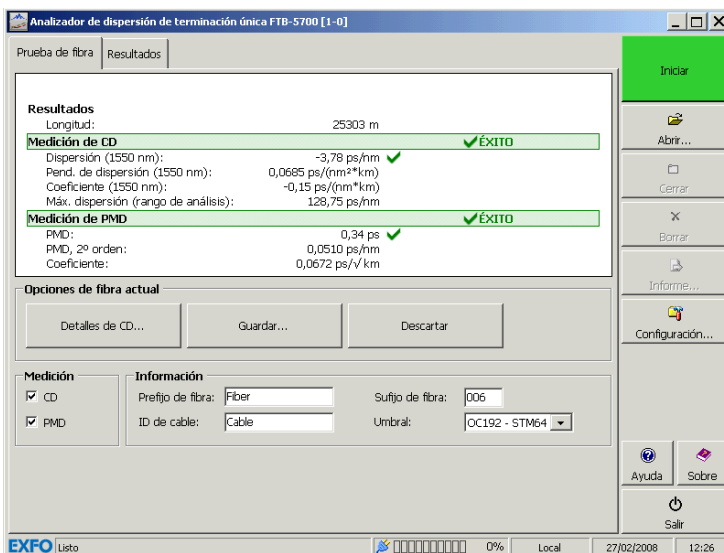 Analizador de dispersión de terminación única FTB-5700 [1-0]
Prueba de fibra
Resultados
Resultados
Longitud: 25303 m
Medición de CD ÉXITO
Dispersión (1550 nm): -3,78 ps/nm
Pend. de dispersión (1550 nm): 0,0685 ps/(nm²*km)
Coeficiente (1550 nm): -0,15 ps/(nm*km)
Máx. dispersión (rango de análisis): 128,75 ps/nm
Medición de PMD ÉXITO
PMD: 0,34 ps
PMD, 2º orden: 0,0510 ps/nm
Coeficiente: 0,0672 ps/√km
Opciones de fibra actual
Detalles de CD...
Guardar...
Descartar
Medición
CD
PMD
Información
Prefijo de fibra: Fiber
Sufijo de fibra: 006
ID de cable: Cable
Umbral: OC192 - STM64
Iniciar
Abrir...
Cerrar
Borrar
Informe...
Configuración...
Ayuda
Sobre
Salir
EXFO Listo 0% Local 27/02/2008 12:26